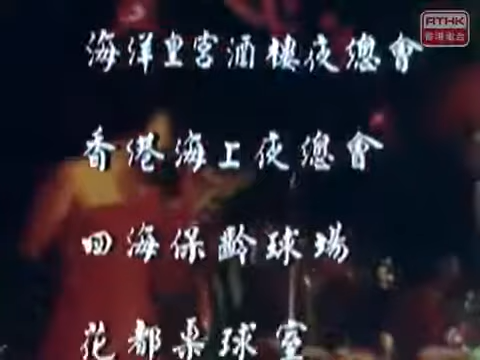 RTHK
香港電台
海洋皇宮酒樓夜總會
香港海上夜總會
四海保齡球場
花都桌球室